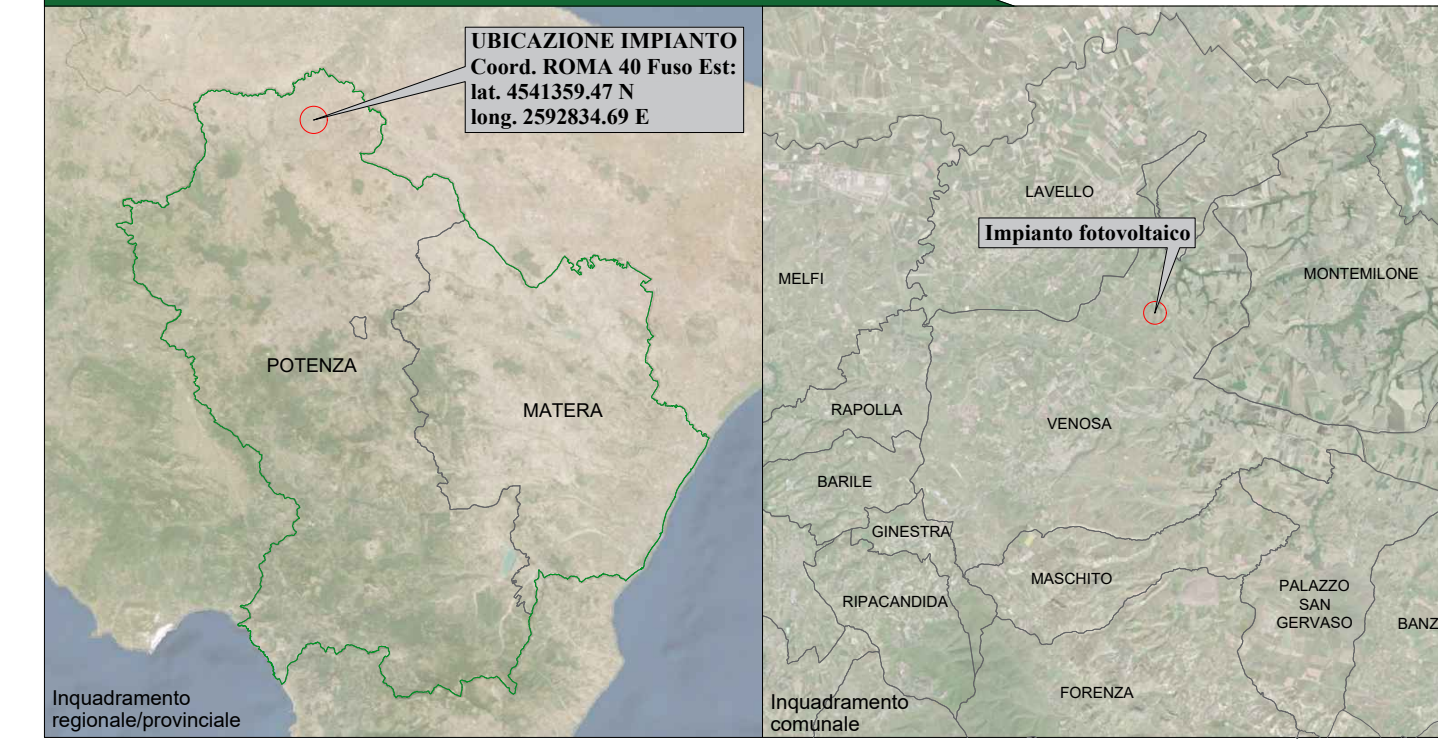 UBICAZIONE IMPIANTO
Coord. ROMA 40 Fuso Est:
lat. 4541359.47 N
long. 2592834.69 E
POTENZA
MATERA
Inquadramento
regionale/provinciale
LAVELLO
Impianto fotovoltaico
MELFI
MONTEMILONE
RAPOLLA
VENOSA
BARILE
GINESTRA
MASCHITO
RIPACANDIDA
PALAZZO
SAN
GERVASO
BANZ
FORENZA
Inquadramento
comunale